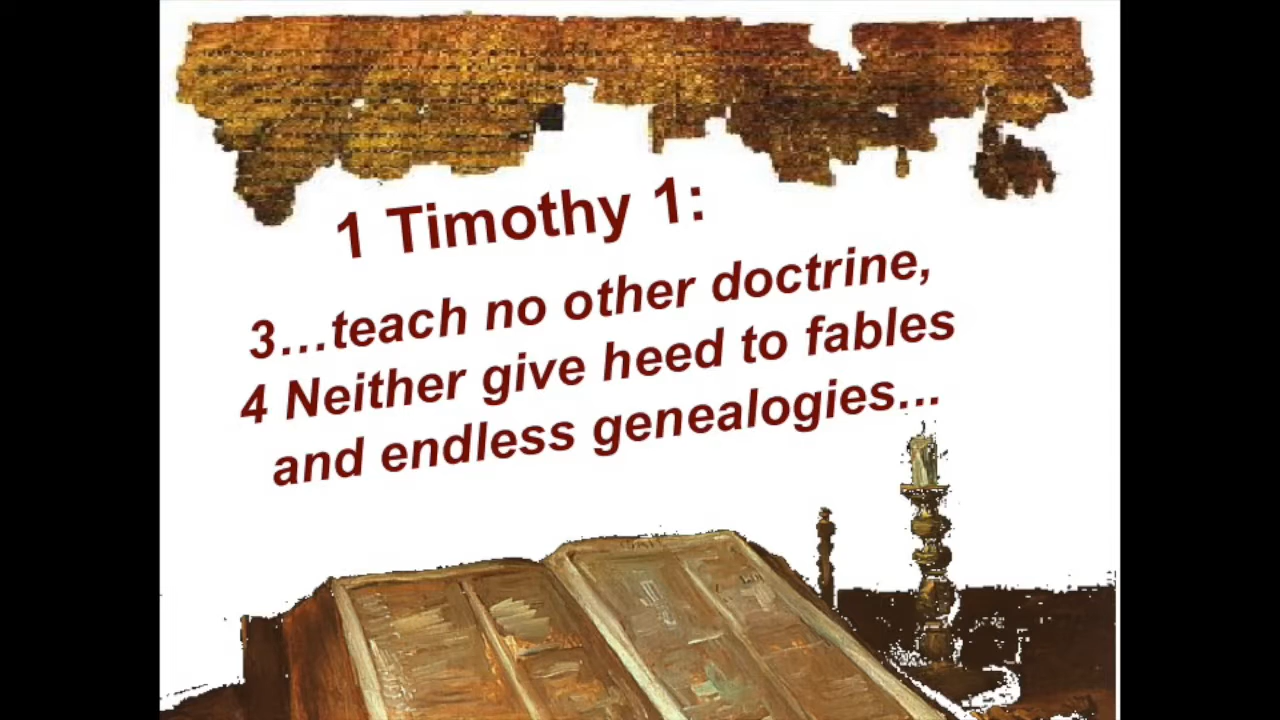 1 Timothy 1:
3…teach no other doctrine,
4 Neither give heed to fables
and endless genealogies...